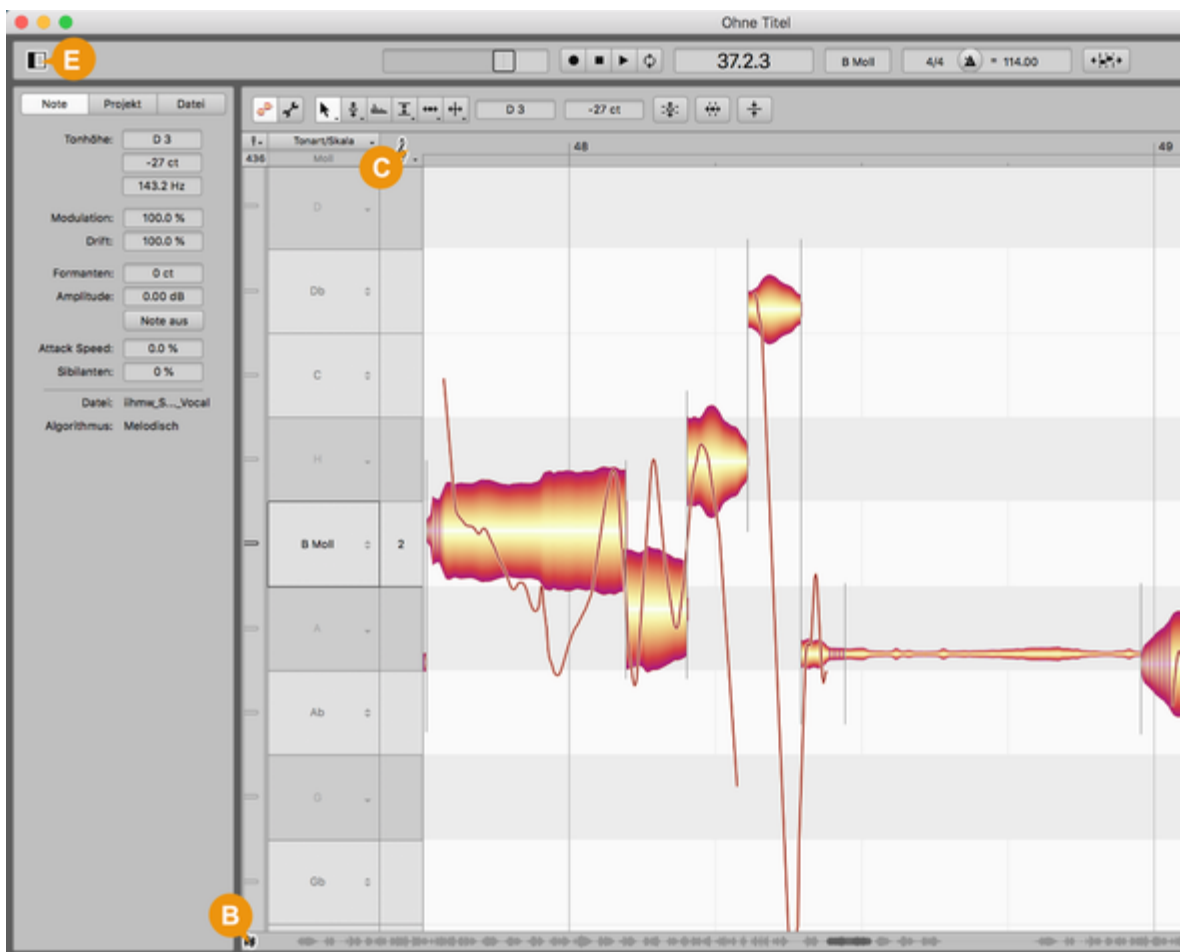 Ohne Titel
E
37.2.3
B Moll
4/4
= 114.00
Note
Projekt
Datei
D 3
-27 ct
Tonhöhe:
D 3
-27 ct
143.2 Hz
Modulation:
100.0 %
Drift:
100.0 %
Formanten:
0 ct
Amplitude:
0.00 dB
Note aus
Attack Speed:
0.0 %
Sibilanten:
0 %
Datei:
ilhmw_S..._Vocal
Algorithmus:
Melodisch
Tonart/Skala
436
Moll
C
48
49
D
Db
C
H
B Moll
2
A
Ab
G
Gb
B